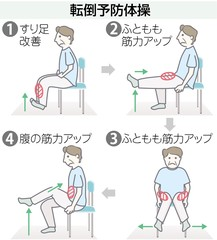 転倒予防体操
1 すり足
改善
2 ふともも
筋力アップ
3 ふともも筋力アップ
4 腹の筋力アップ